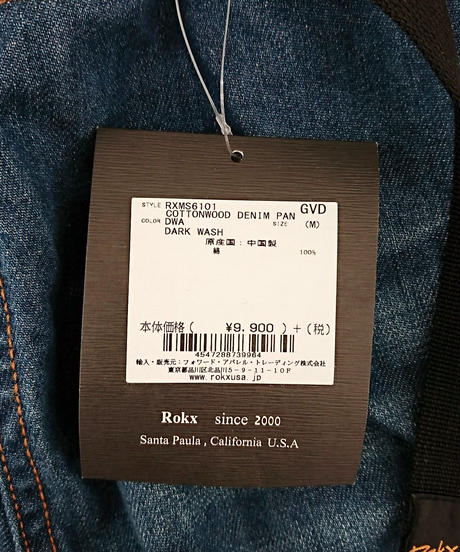 STYLE RXMS6101 GVD
COTTONWOOD DENIM PAN
COLOR DWA SIZE (M)
DARK WASH
原産国：中国製
綿 100%
本体価格( ¥9,900 )+(税)
4547288739964
輸入・販売元：フォワード・アパレル・トレーディング株式会社
東京都品川区北品川5-9-11-10F
www.rokxusa.jp
Rokx since 2000
Santa Paula , California U.S.A
Rokx